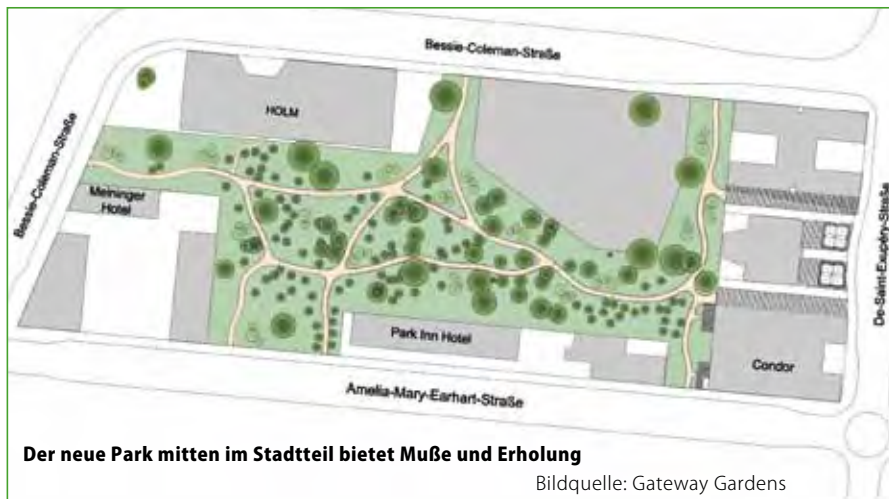 Bessie-Coleman-Straße
HOLM
Bessie-Coleman-Straße
Meininger
Hotel
De-Saint-Exupéry-Straße
Park Inn Hotel
Condor
Amelia-Mary-Earhart-Straße
Der neue Park mitten im Stadtteil bietet Muße und Erholung
Bildquelle: Gateway Gardens